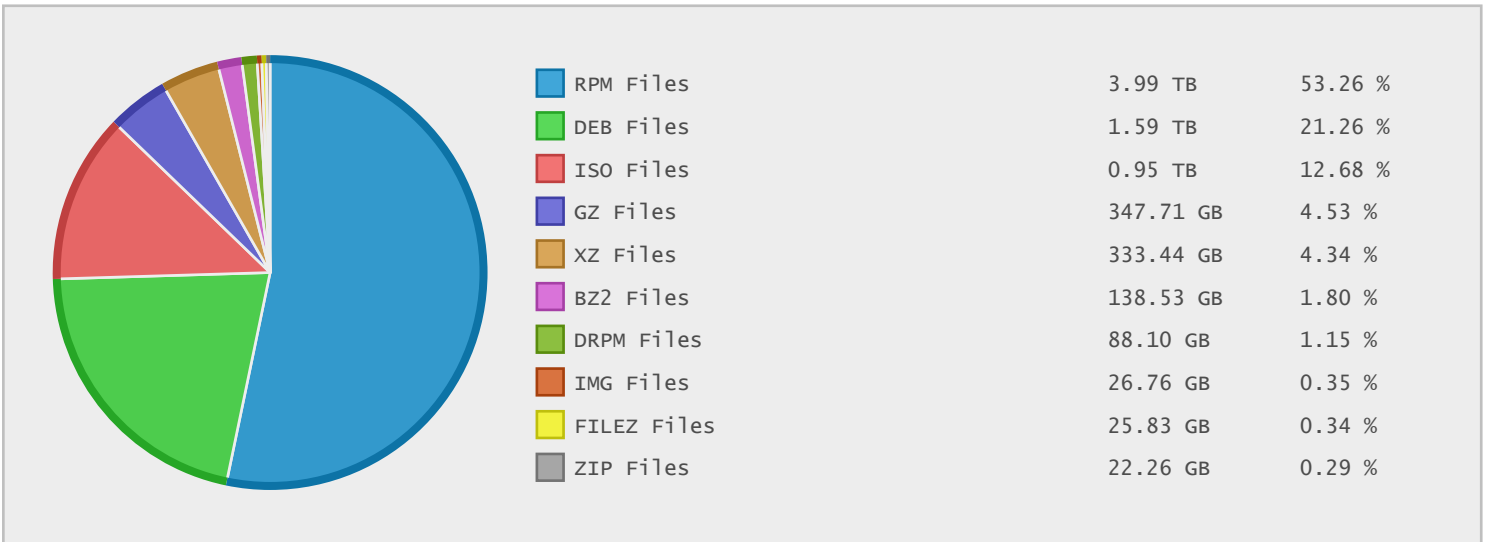 RPM Files 3.99 TB 53.26 %
DEB Files 1.59 TB 21.26 %
ISO Files 0.95 TB 12.68 %
GZ Files 347.71 GB 4.53 %
XZ Files 333.44 GB 4.34 %
BZ2 Files 138.53 GB 1.80 %
DRPM Files 88.10 GB 1.15 %
IMG Files 26.76 GB 0.35 %
FILEZ Files 25.83 GB 0.34 %
ZIP Files 22.26 GB 0.29 %